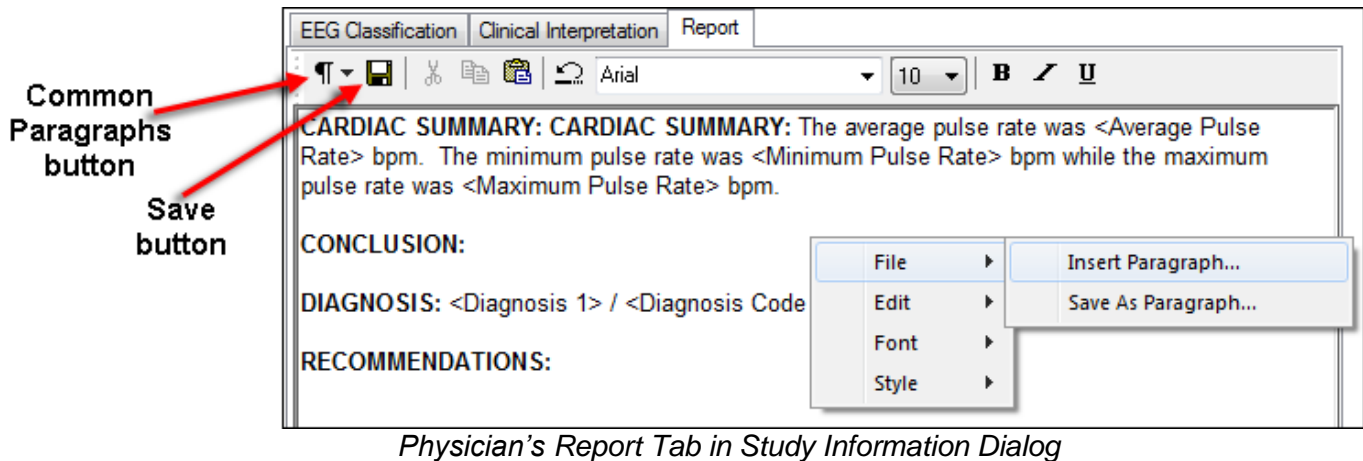 EEG Classification Clinical Interpretation Report
¶ Arial 10 B I U
Common
Paragraphs
button
Save
button
CARDIAC SUMMARY: CARDIAC SUMMARY: The average pulse rate was <Average Pulse
Rate> bpm. The minimum pulse rate was <Minimum Pulse Rate> bpm while the maximum
pulse rate was <Maximum Pulse Rate> bpm.
CONCLUSION:
DIAGNOSIS: <Diagnosis 1> / <Diagnosis Code
RECOMMENDATIONS:
File
Edit
Font
Style
Insert Paragraph...
Save As Paragraph...
Physician's Report Tab in Study Information Dialog